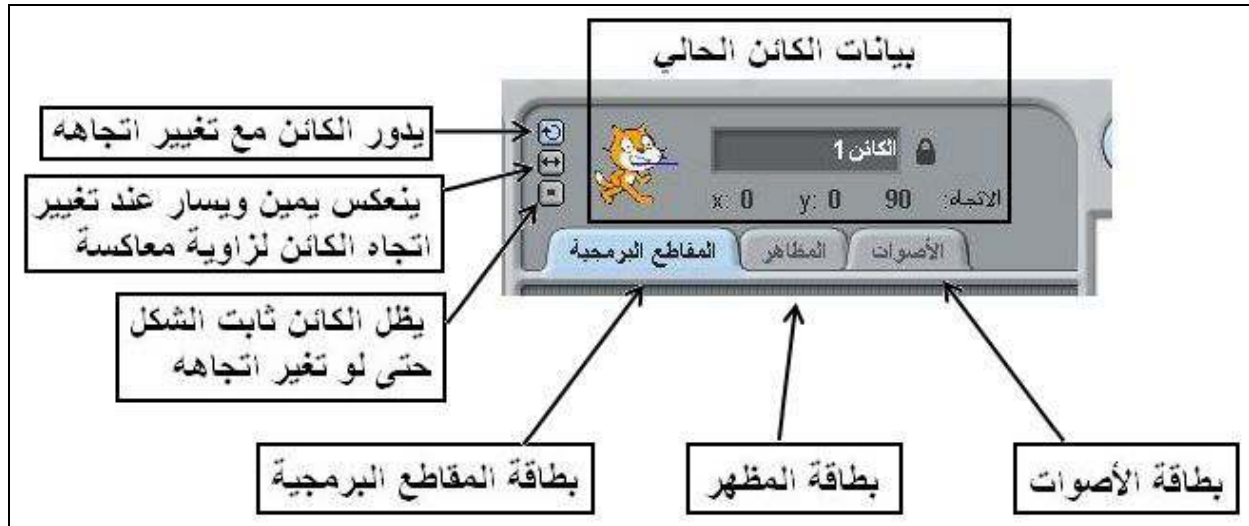 بيانات الكائن الحالي
يدور الكائن مع تغيير اتجاهه
الكائن 1
ينعكس يمين ويسار عند تغيير
اتجاه الكائن لزاوية معاكسة
x: 0 y: 0 90 :الاتجاه
المقاطع البرمجية المظاهر الأصوات
يظل الكائن ثابت الشكل
حتى لو تغير اتجاهه
بطاقة المقاطع البرمجية
بطاقة المظهر
بطاقة الأصوات